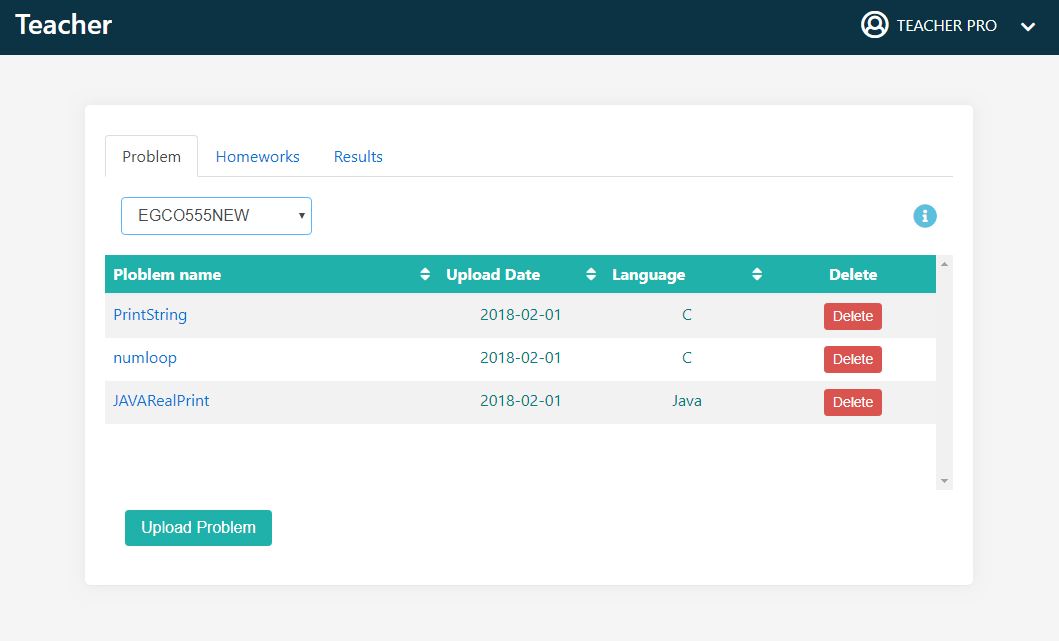 Teacher
TEACHER PRO
Problem Homeworks Results
EGCO555NEW
Ploblem name Upload Date Language Delete
PrintString 2018-02-01 C Delete
numloop 2018-02-01 C Delete
JAVARealPrint 2018-02-01 Java Delete
Upload Problem